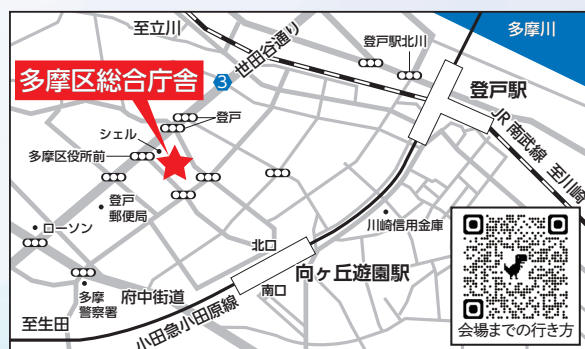 至立川
世田谷通り
3
多摩川
登戸駅北川
登戸駅
多摩区総合庁舎
登戸
シェル
多摩区役所前
JR南武線
至川崎
登戸
郵便局
ローソン
川崎信用金庫
北口
向ヶ丘遊園駅
南口
多摩
警察署
府中街道
至生田
小田急小田原線
会場までの行き方